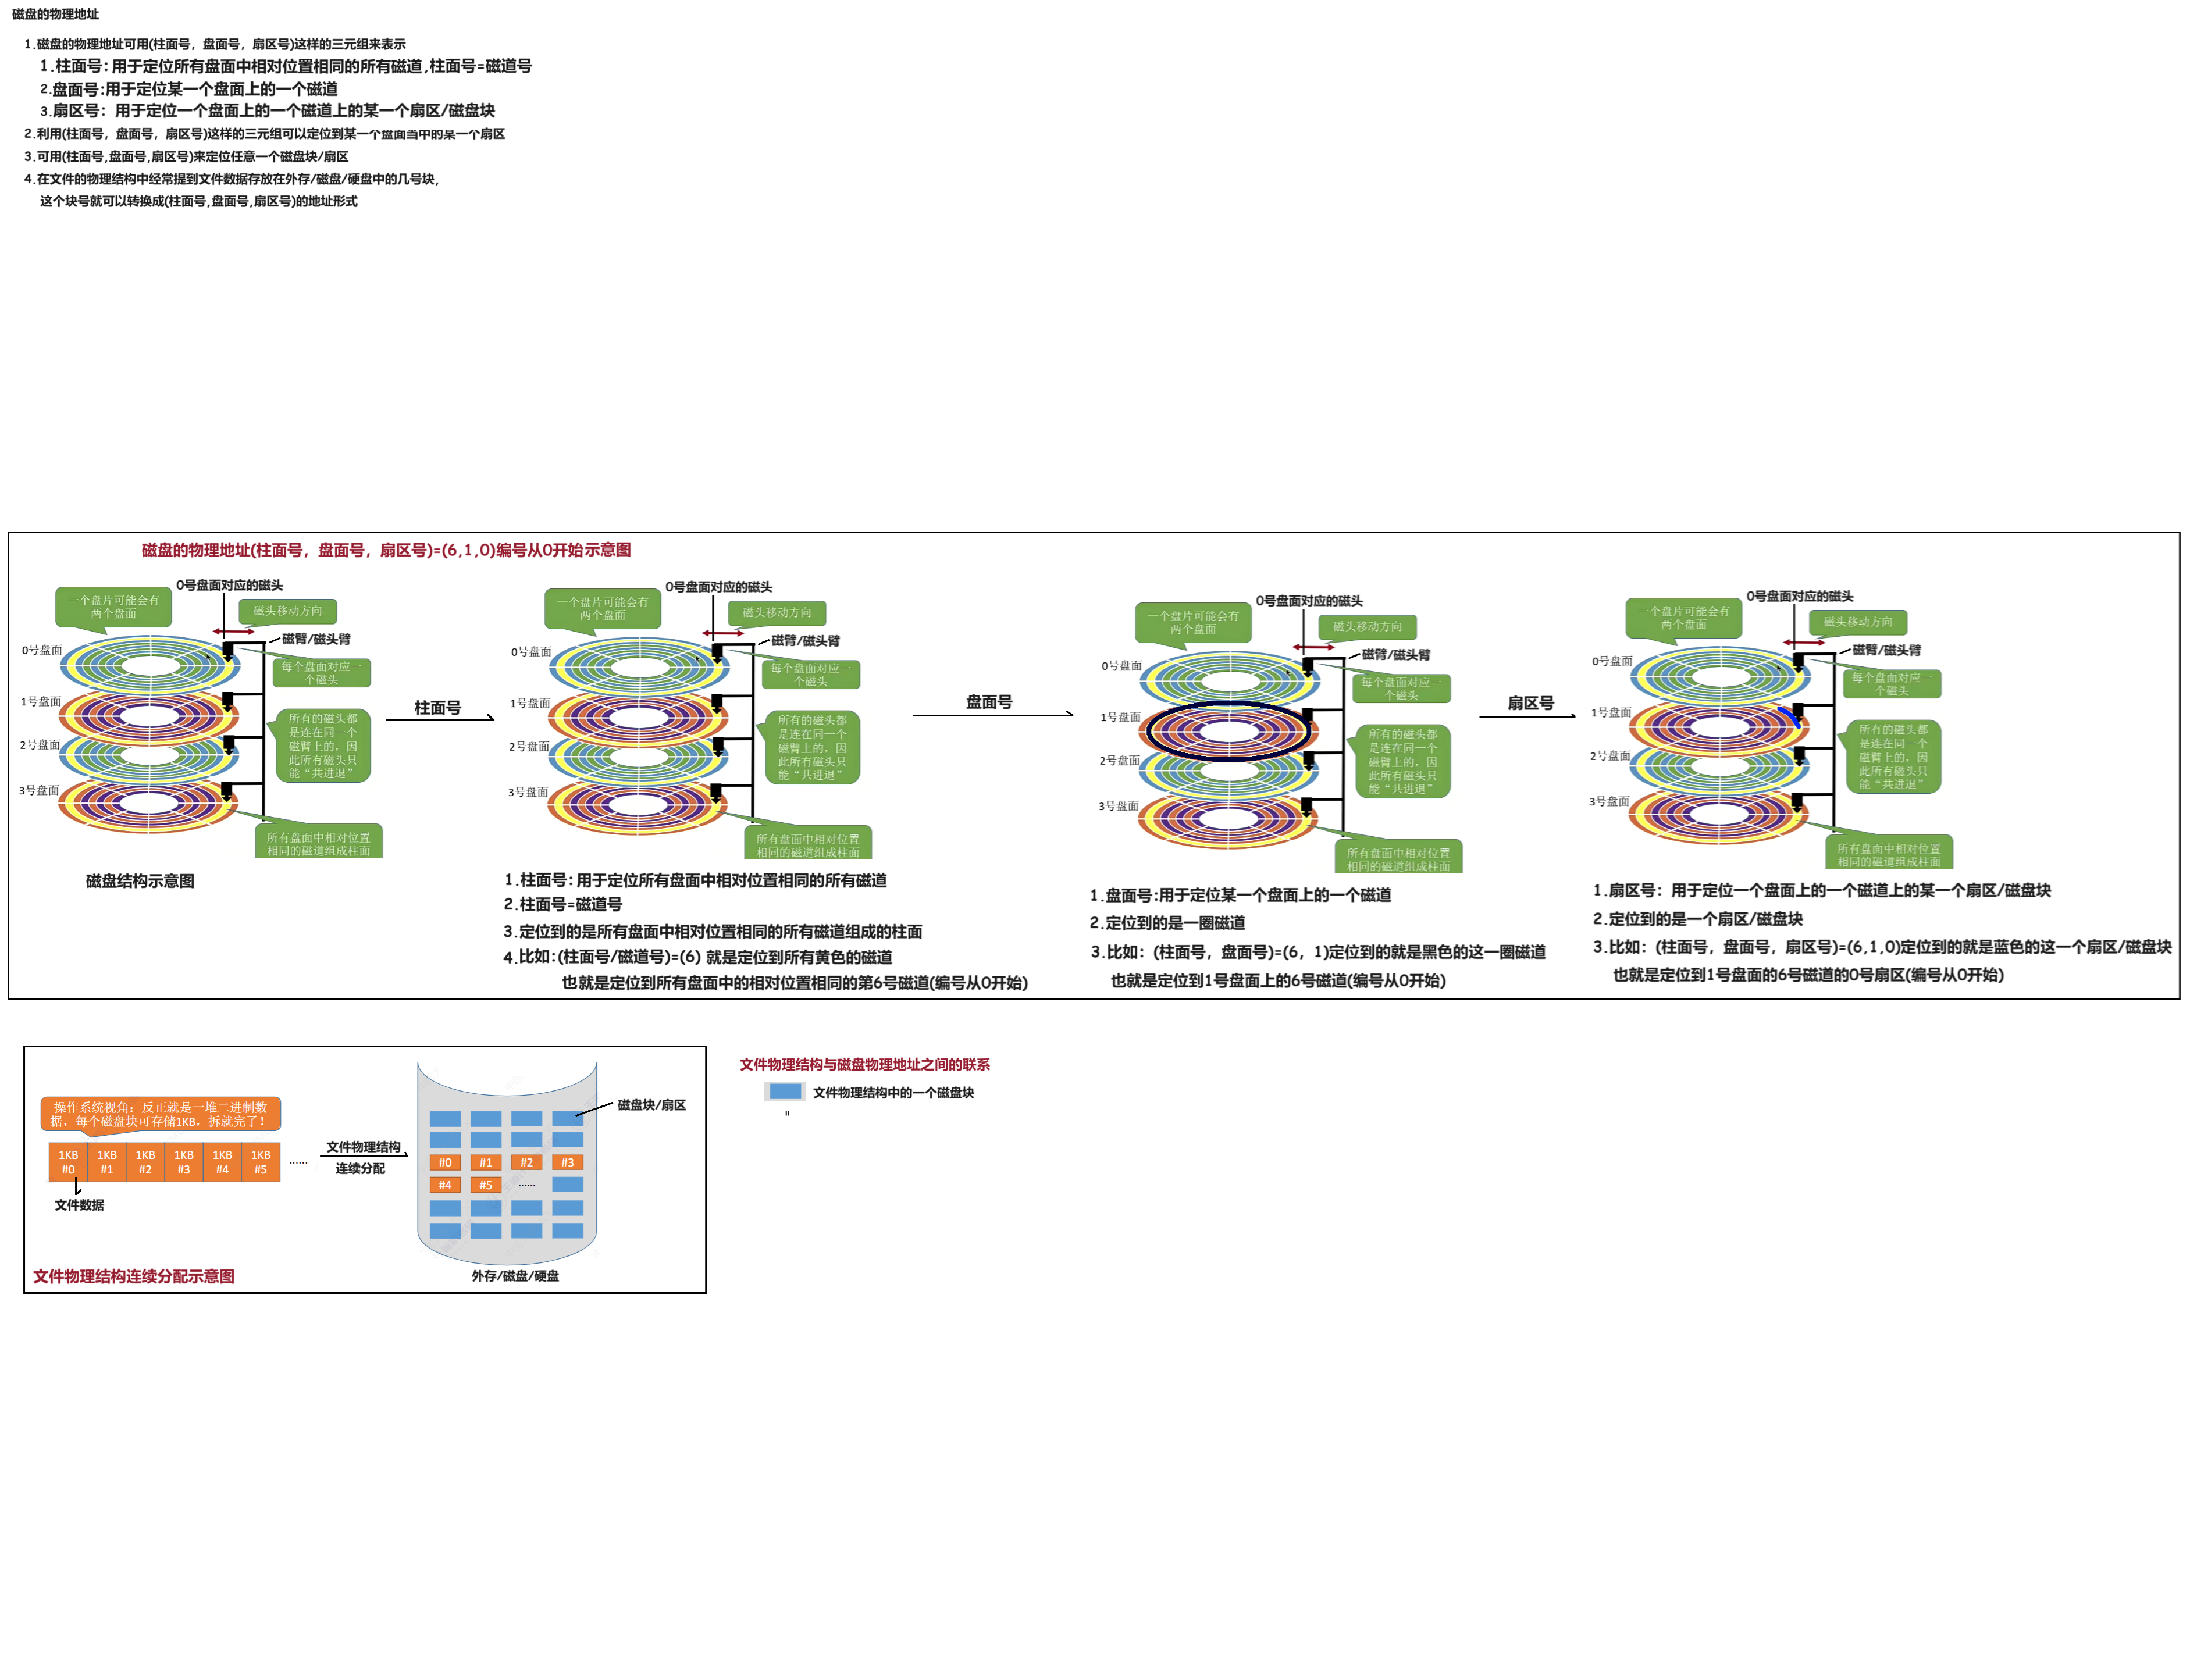 磁盘的物理地址
1.磁盘的物理地址可用(柱面号，盘面号，扇区号)这样的三元组来表示
1.柱面号:用于定位所有盘面中相对位置相同的所有磁道,柱面号=磁道号
2.盘面号:用于定位某一个盘面上的一个磁道
3.扇区号：用于定位一个盘面上的一个磁道上的某一个扇区/磁盘块
2.利用(柱面号，盘面号，扇区号)这样的三元组可以定位到某一个盘面当中的某一个扇区
3.可用(柱面号,盘面号,扇区号)来定位任意一个磁盘块/扇区
4.在文件的物理结构中经常提到文件数据存放在外存/磁盘/硬盘中的几号块,
这个块号就可以转换成(柱面号,盘面号,扇区号)的地址形式
磁盘的物理地址(柱面号，盘面号，扇区号)=(6,1,0)编号从0开始示意图
0号盘面对应的磁头
一个盘片可能会有
两个盘面
磁头移动方向
磁臂/磁头臂
0号盘面
每个盘面对应一
个磁头
1号盘面
所有的磁头都
是连在同一个
磁臂上的，因
此所有磁头只
能“共进退”
2号盘面
3号盘面
所有盘面中相对位置
相同的磁道组成柱面
磁盘结构示意图
柱面号
0号盘面对应的磁头
一个盘片可能会有
两个盘面
磁头移动方向
磁臂/磁头臂
0号盘面
每个盘面对应一
个磁头
1号盘面
所有的磁头都
是连在同一个
磁臂上的，因
此所有磁头只
能“共进退”
2号盘面
3号盘面
所有盘面中相对位置
相同的磁道组成柱面
1.柱面号:用于定位所有盘面中相对位置相同的所有磁道
2.柱面号=磁道号
3.定位到的是所有盘面中相对位置相同的所有磁道组成的柱面
4.比如:(柱面号/磁道号)=(6) 就是定位到所有黄色的磁道
也就是定位到所有盘面中的相对位置相同的第6号磁道(编号从0开始)
盘面号
0号盘面对应的磁头
一个盘片可能会有
两个盘面
磁头移动方向
磁臂/磁头臂
0号盘面
每个盘面对应一
个磁头
1号盘面
所有的磁头都
是连在同一个
磁臂上的，因
此所有磁头只
能“共进退”
2号盘面
3号盘面
所有盘面中相对位置
相同的磁道组成柱面
1.盘面号:用于定位某一个盘面上的一个磁道
2.定位到的是一圈磁道
3.比如：(柱面号，盘面号)=(6，1)定位到的就是黑色的这一圈磁道
也就是定位到1号盘面上的6号磁道(编号从0开始)
扇区号
0号盘面对应的磁头
一个盘片可能会有
两个盘面
磁头移动方向
磁臂/磁头臂
0号盘面
每个盘面对应一
个磁头
1号盘面
所有的磁头都
是连在同一个
磁臂上的，因
此所有磁头只
能“共进退”
2号盘面
3号盘面
所有盘面中相对位置
相同的磁道组成柱面
1.扇区号：用于定位一个盘面上的一个磁道上的某一个扇区/磁盘块
2.定位到的是一个扇区/磁盘块
3.比如：(柱面号，盘面号，扇区号)=(6,1,0)定位到的就是蓝色的这一个扇区/磁盘块
也就是定位到1号盘面的6号磁道的0号扇区(编号从0开始)
操作系统视角：反正就是一堆二进制数
据，每个磁盘块可存储1KB，拆就完了！
1KB 1KB 1KB 1KB 1KB 1KB
#0 #1 #2 #3 #4 #5 ......
文件数据
文件物理结构
连续分配
磁盘块/扇区
#0 #1 #2 #3
#4 #5 ......
外存/磁盘/硬盘
文件物理结构连续分配示意图
文件物理结构与磁盘物理地址之间的联系
文件物理结构中的一个磁盘块
=